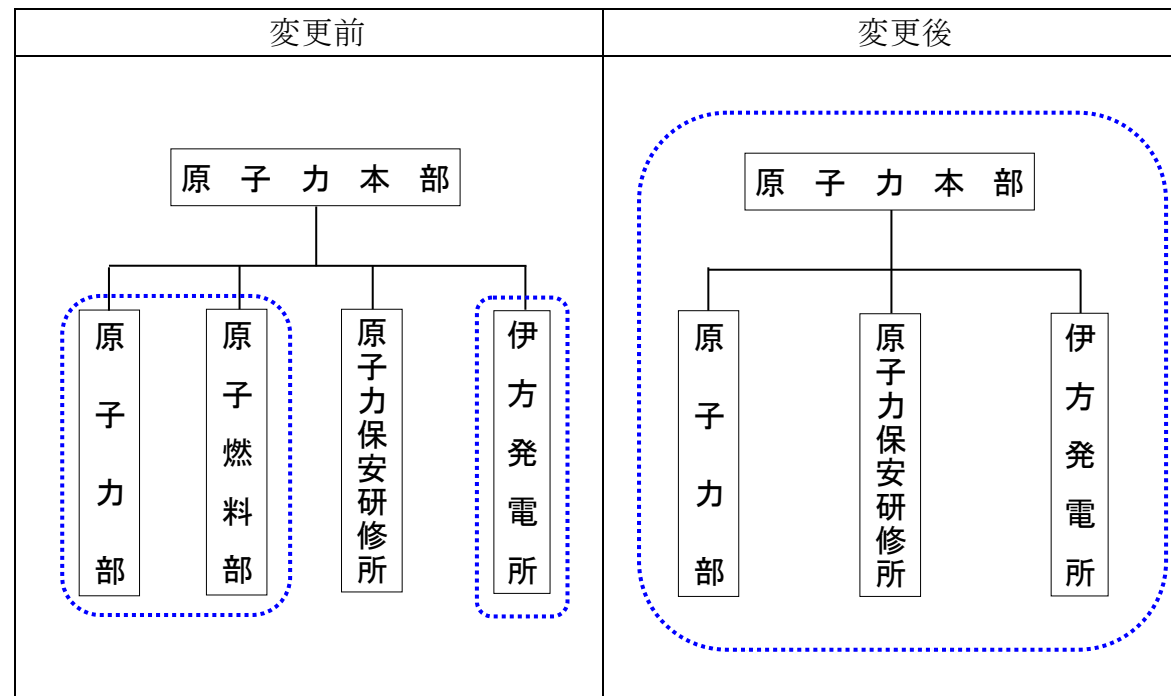 変更前
変更後
原子力本部
原子力部
原子燃料部
原子力保安研修所
伊方発電所
原子力本部
原子力部
原子力保安研修所
伊方発電所